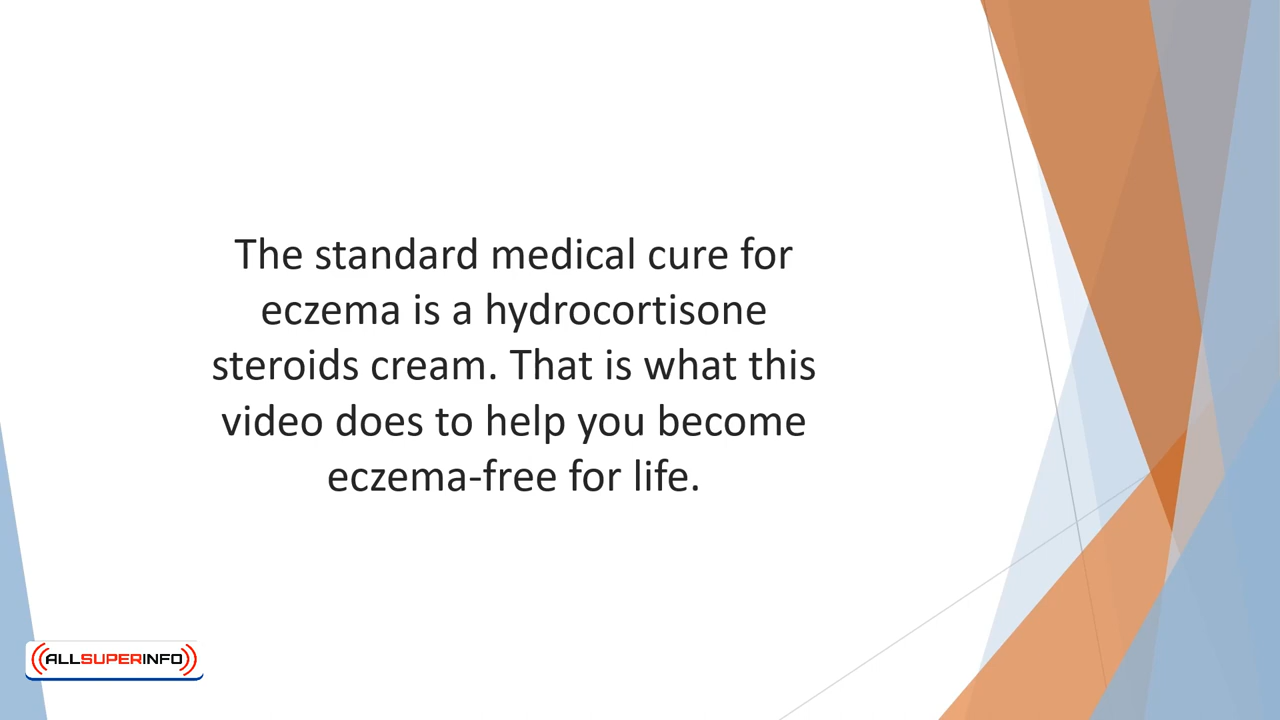 The standard medical cure for
eczema is a hydrocortisone
steroids cream. That is what this
video does to help you become
eczema-free for life.
ALLSUPERINFO